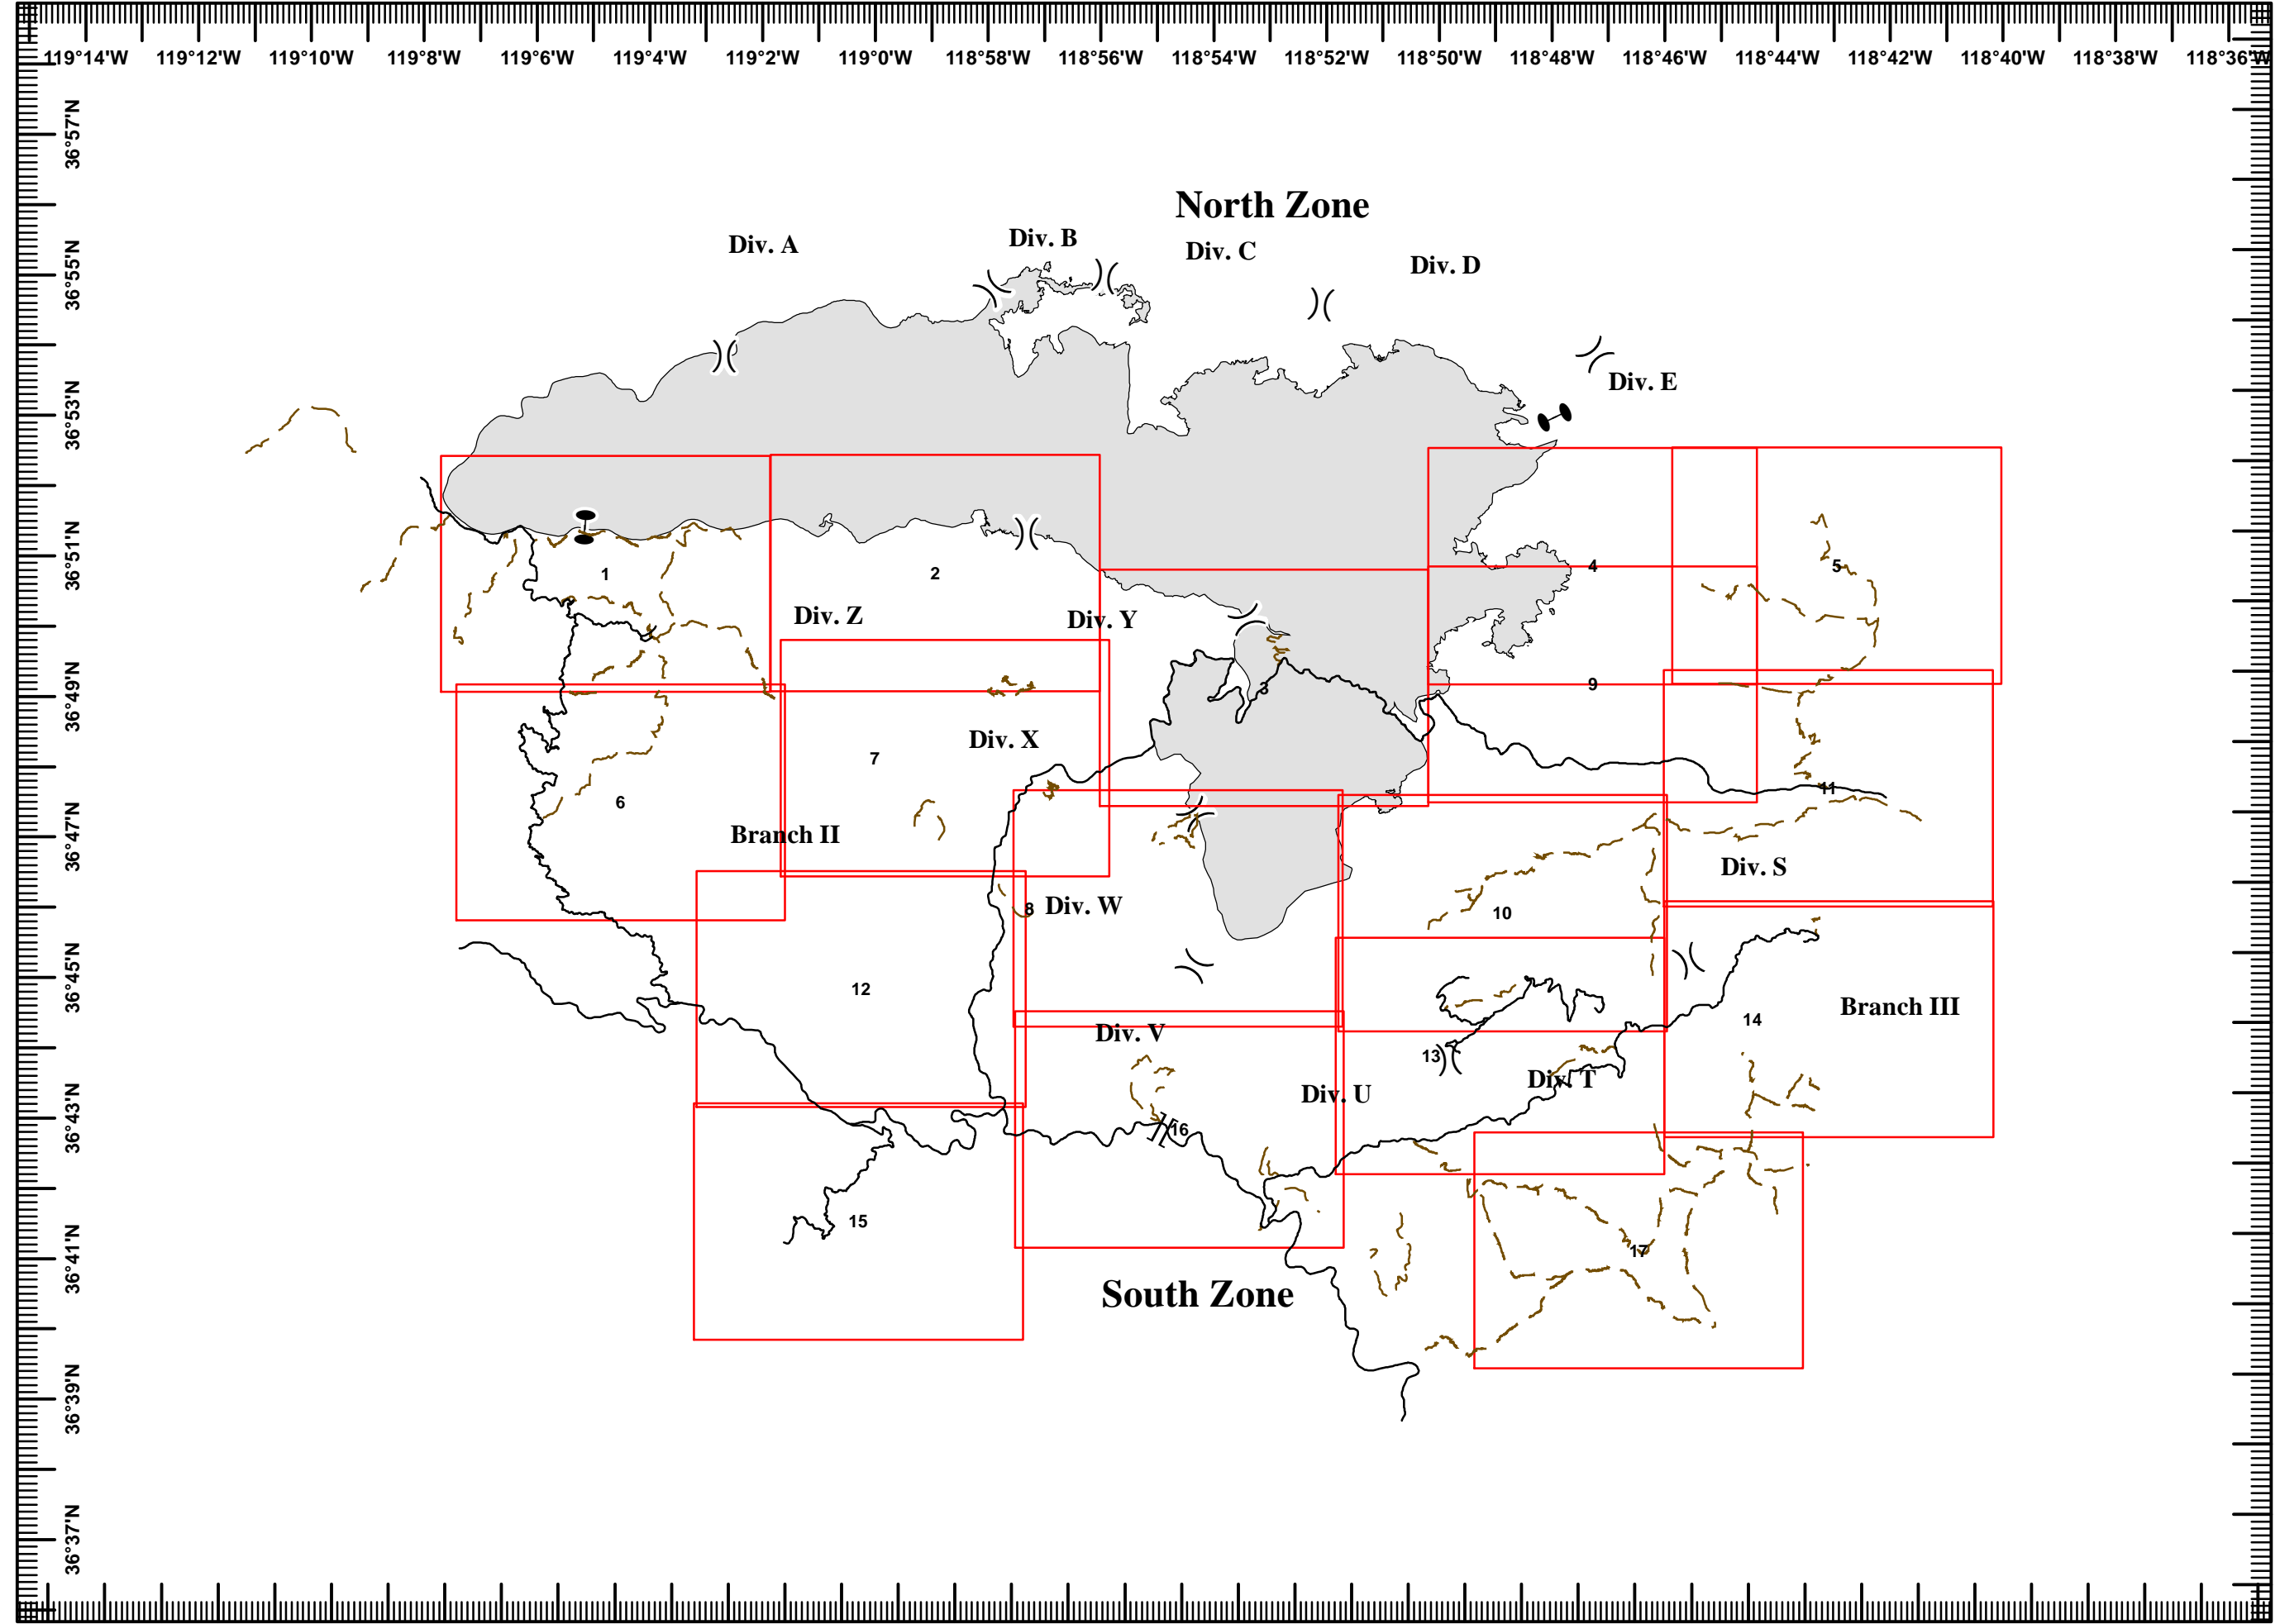 119°14'W 119°12'W 119°10'W 119°8'W 119°6'W 119°4'W 119°2'W 119°0'W 118°58'W 118°56'W 118°54'W 118°52'W 118°50'W 118°48'W 118°46'W 118°44'W 118°42'W 118°40'W 118°38'W 118°36'W
36°57'N
North Zone
Div. A
Div. B
Div. C
Div. D
36°55'N
Div. E
36°53'N
36°51'N
1
2
4
5
Div. Z
Div. Y
36°49'N
3
9
Div. X
7
11
6
36°47'N
Branch II
Div. S
8
Div. W
10
36°45'N
12
Branch III
14
Div. V
13
Div. T
Div. U
36°43'N
16
15
17
36°41'N
South Zone
36°39'N
36°37'N